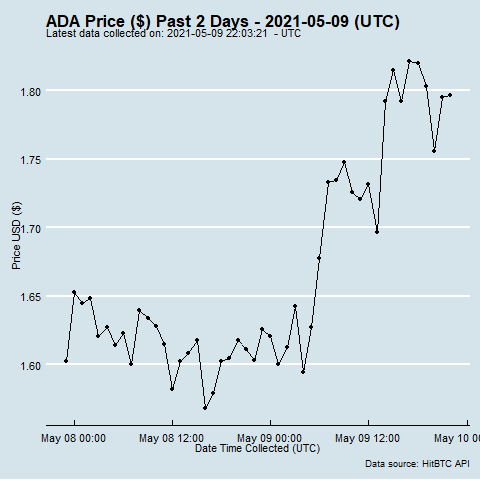 ADA Price ($) Past 2 Days - 2021-05-09 (UTC)
Latest data collected on: 2021-05-09 22:03:21  - UTC
1.80
1.75
1.70
1.65
1.60
Price USD ($)
May 08 00:00 May 08 12:00 May 09 00:00 May 09 12:00 May 10 0
Date Time Collected (UTC)
Data source: HitBTC API